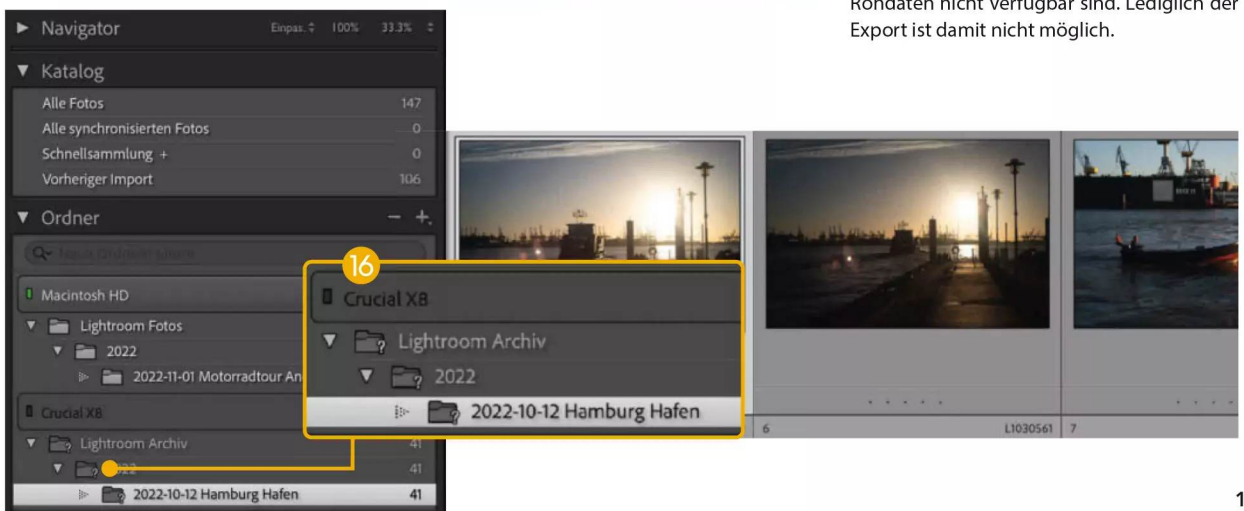 Rohdaten nicht verfügbar sind. Lediglich der
Export ist damit nicht möglich.
Navigator Einpas. 100% 33.3%
Katalog
Alle Fotos 147
Alle synchronisierten Fotos 0
Schnellsammlung + 0
Vorheriger Import 106
Ordner − +
Macintosh HD
Lightroom Fotos
2022
2022-11-01 Motorradtour An
Crucial X8
Lightroom Archiv 41
2022 41
2022-10-12 Hamburg Hafen 41
16
Crucial X8
Lightroom Archiv
2022
2022-10-12 Hamburg Hafen
6 L1030561 7
1